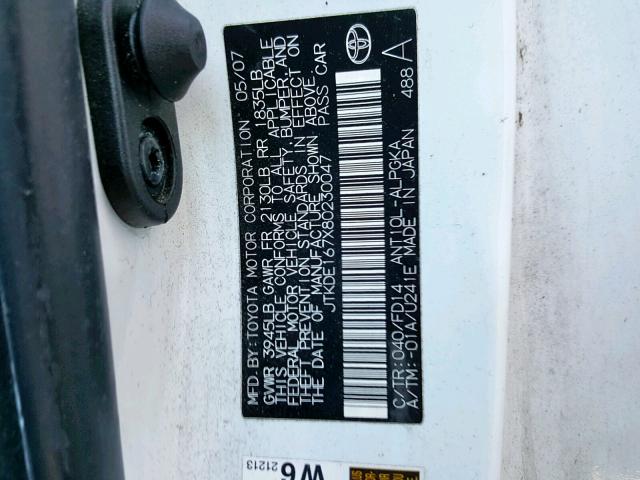 MFD. BY: TOYOTA MOTOR CORPORATION 05/07
GVWR 3945LB GAWR FR 2130LB RR 1835LB
THIS VEHICLE CONFORMS TO ALL APPLICABLE
FEDERAL MOTOR VEHICLE SAFETY, BUMPER, AND
THEFT PREVENTION STANDARDS IN EFFECT ON
THE DATE OF MANUFACTURE SHOWN ABOVE.
JTKDE167X80230047 PASS CAR
C/TR: 040/FD14 ANT10L-ALPGKA
A/TM: -01A/U241E MADE IN JAPAN
488 A
W6
21213